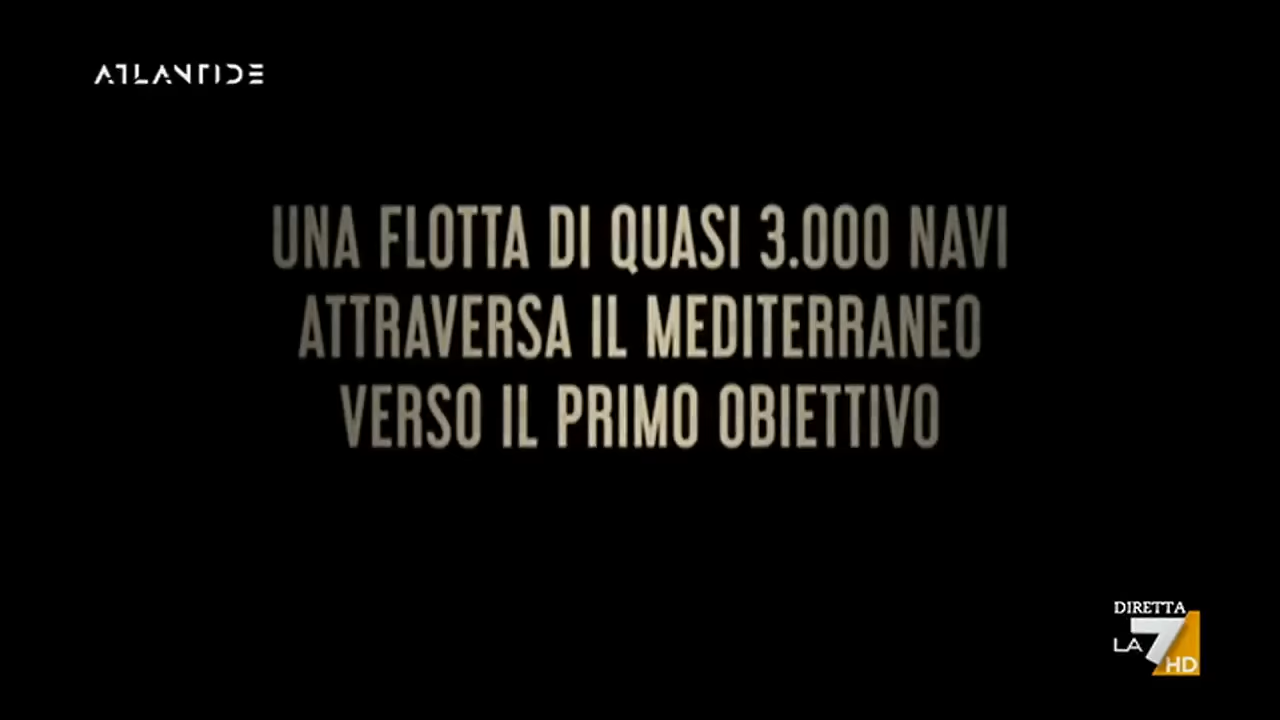 ATLANTIDE
UNA FLOTTA DI QUASI 3.000 NAVI
ATTRAVERSA IL MEDITERRANEO
VERSO IL PRIMO OBIETTIVO
DIRETTA
LA7
HD